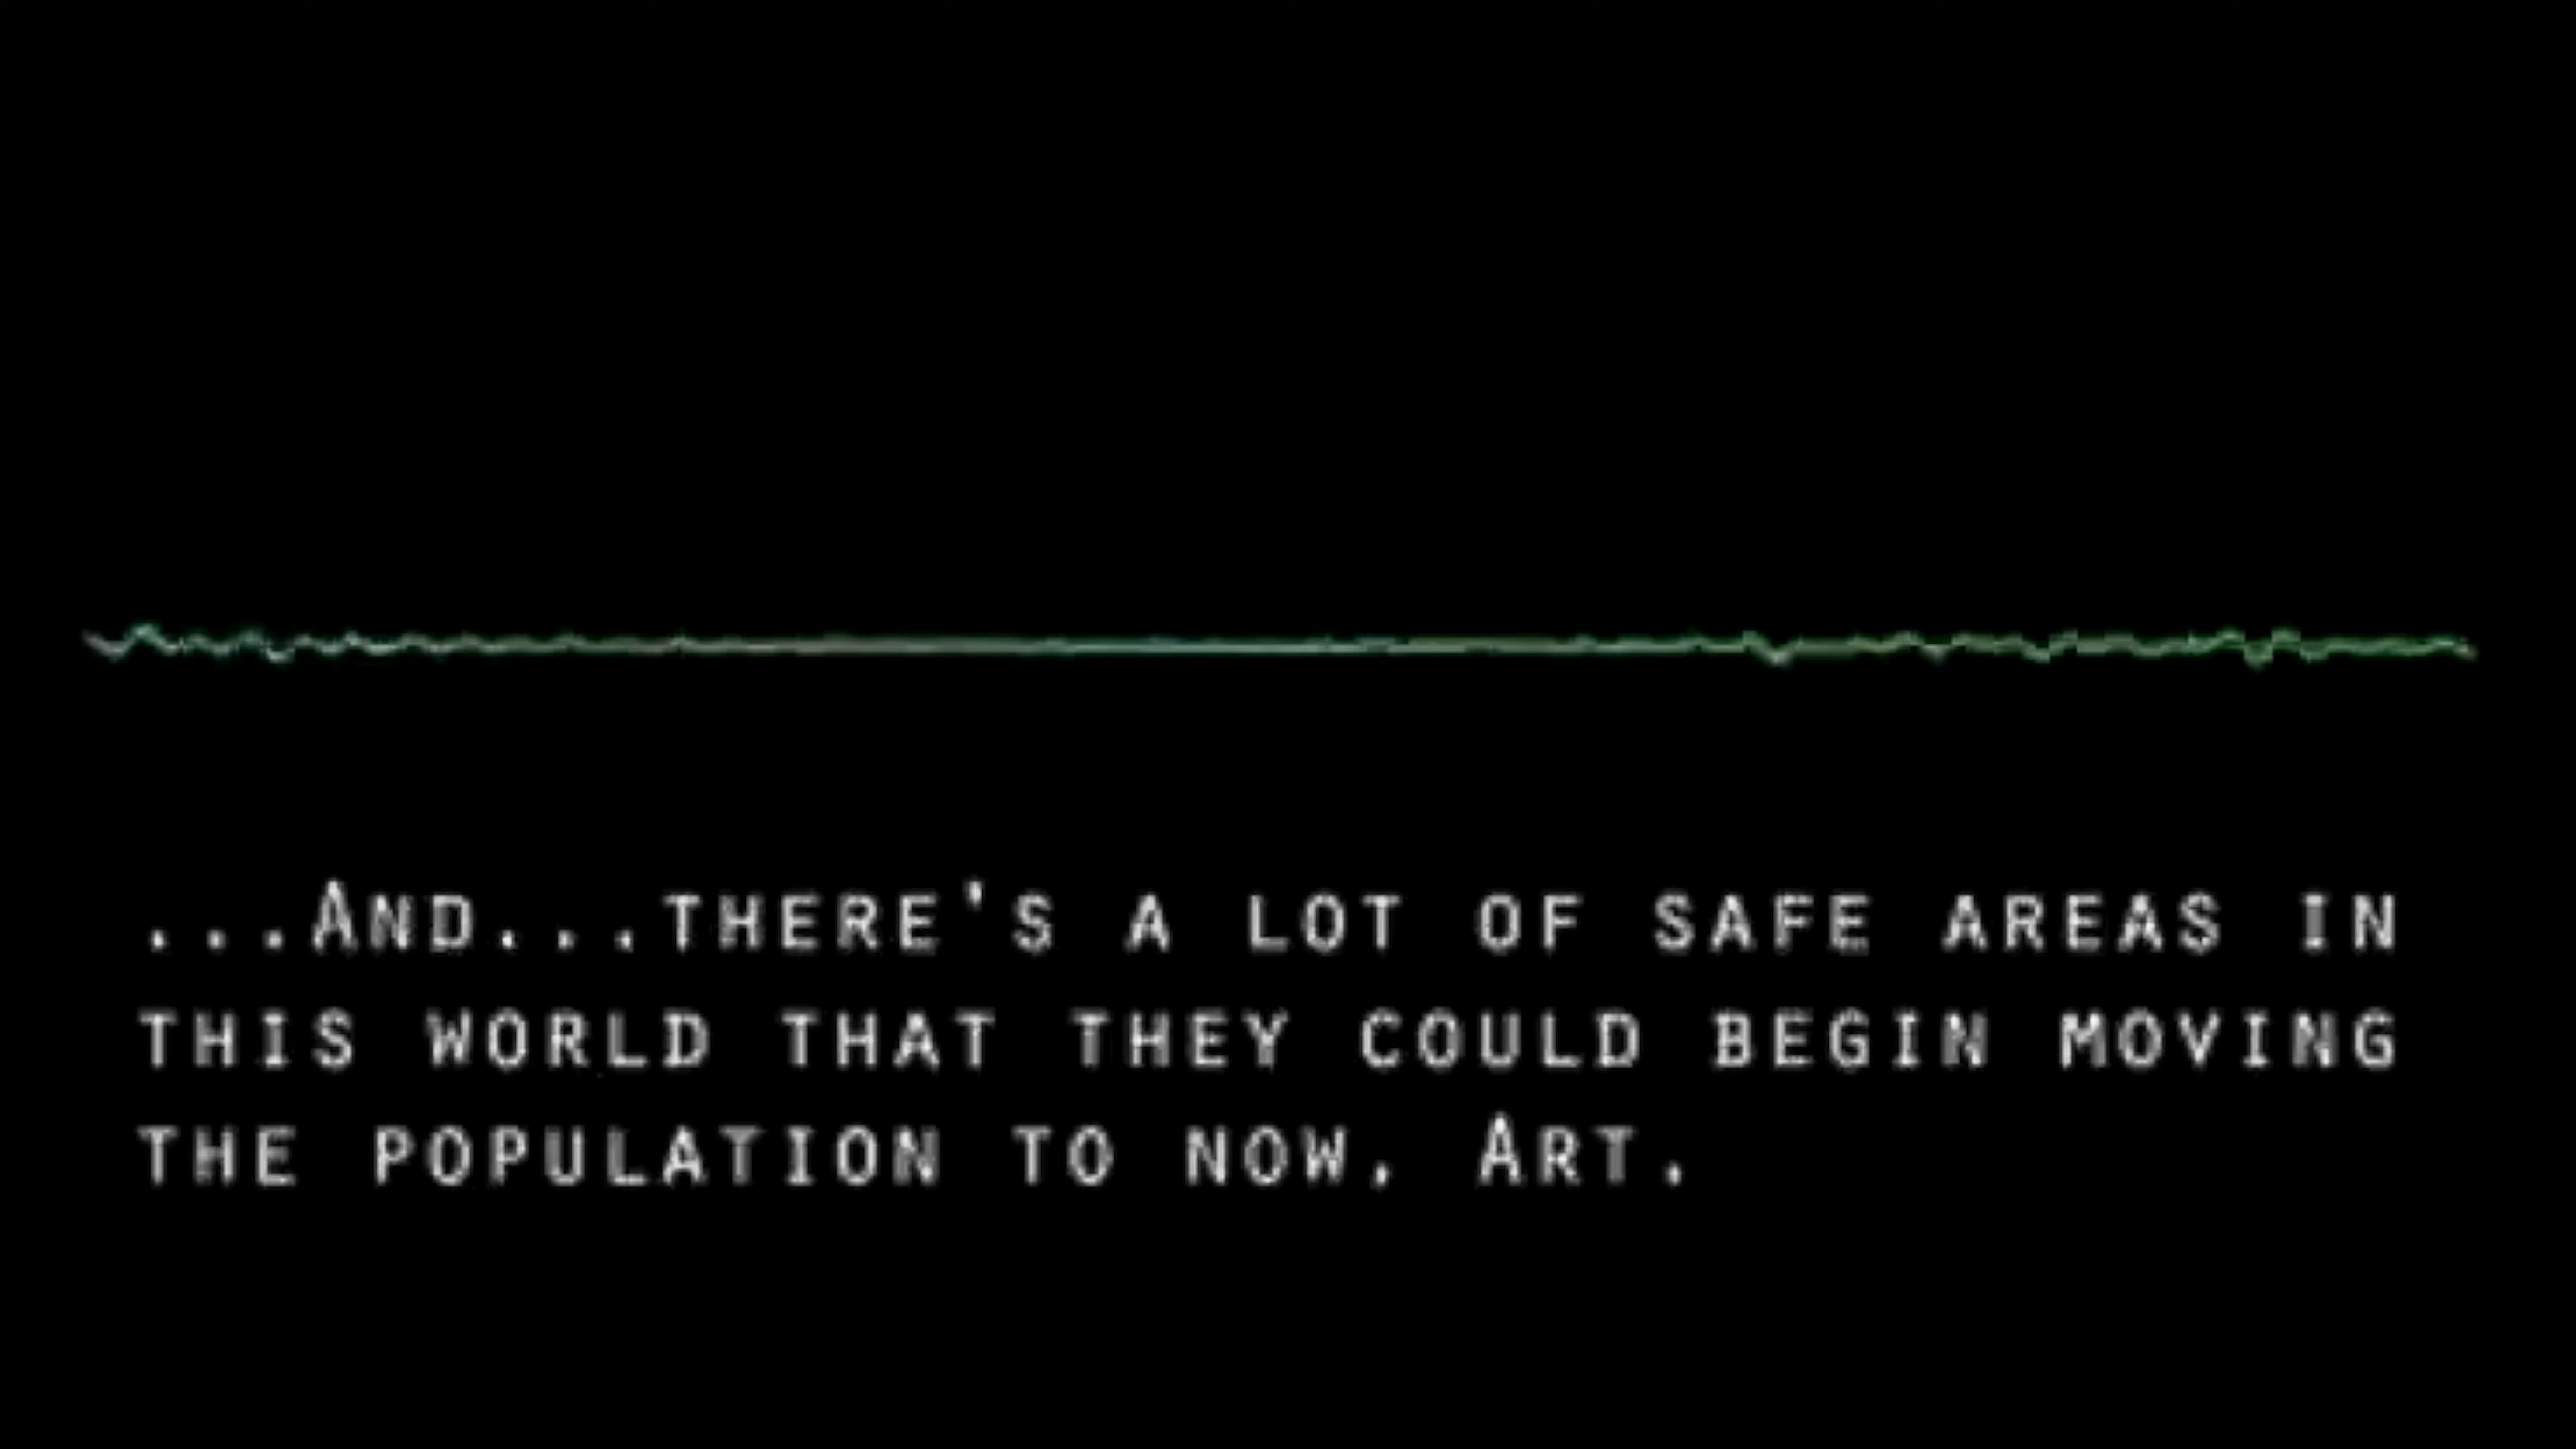 ...And...there's a lot of safe areas in
this world that they could begin moving
the population to now, Art.